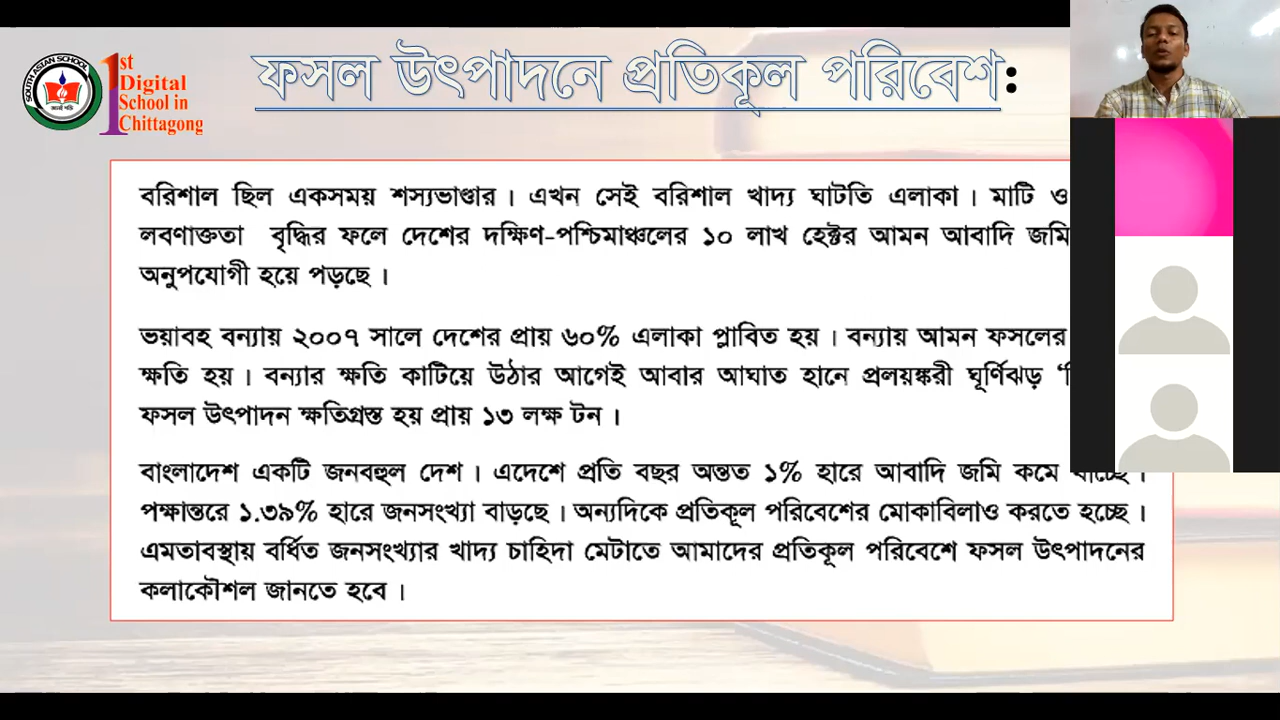 SOUTH ASIAN SCHOOL
1st
Digital
School in
Chittagong
ফসল উৎপাদনে প্রতিকূল পরিবেশ:
বরিশাল ছিল একসময় শস্যভাণ্ডার। এখন সেই বরিশাল খাদ্য ঘাটতি এলাকা। মাটি ও
লবণাক্ততা বৃদ্ধির ফলে দেশের দক্ষিণ-পশ্চিমাঞ্চলের ১০ লাখ হেক্টর আমন আবাদি জমি
অনুপযোগী হয়ে পড়ছে।
ভয়াবহ বন্যায় ২০০৭ সালে দেশের প্রায় ৬০% এলাকা প্লাবিত হয়। বন্যায় আমন ফসলের
ক্ষতি হয়। বন্যার ক্ষতি কাটিয়ে উঠার আগেই আবার আঘাত হানে প্রলয়ঙ্করী ঘূর্ণিঝড়
ফসল উৎপাদন ক্ষতিগ্রস্ত হয় প্রায় ১৩ লক্ষ টন।
বাংলাদেশ একটি জনবহুল দেশ। এদেশে প্রতি বছর অন্তত ১% হারে আবাদি জমি কমে যাচ্ছে।
পক্ষান্তরে ১.৩৯% হারে জনসংখ্যা বাড়ছে। অন্যদিকে প্রতিকূল পরিবেশের মোকাবিলাও করতে হচ্ছে।
এমতাবস্থায় বর্ধিত জনসংখ্যার খাদ্য চাহিদা মেটাতে আমাদের প্রতিকূল পরিবেশে ফসল উৎপাদনের
কলাকৌশল জানতে হবে।